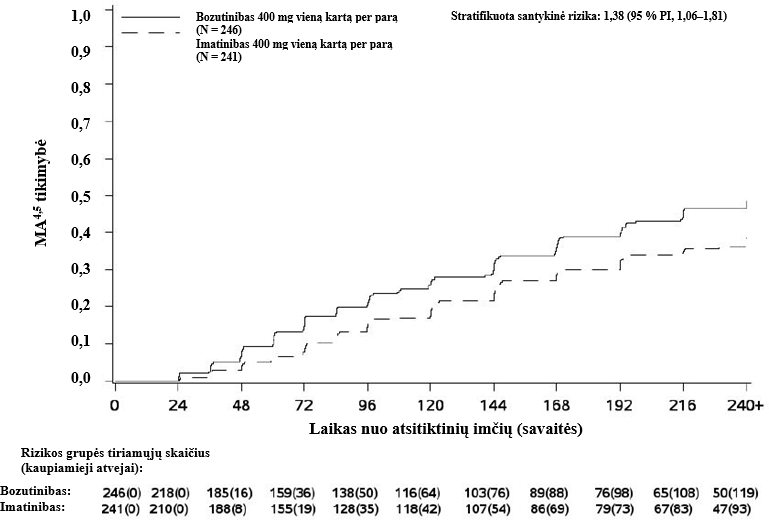 Bozutinibas 400 mg vieną kartą per parą
(N = 246)
Imatinibas 400 mg vieną kartą per parą
(N = 241)
Stratifikuota santykinė rizika: 1,38 (95 % PI, 1,06–1,81)
MA4,5 tikimybė
1,0
0,9
0,8
0,7
0,6
0,5
0,4
0,3
0,2
0,1
0,0
0 24 48 72 96 120 144 168 192 216 240+
Laikas nuo atsitiktinių imčių (savaitės)
Rizikos grupės tiriamųjų skaičius
(kaupiamieji atvejai):
Bozutinibas: 246(0) 218(0) 185(16) 159(36) 138(50) 116(64) 103(76) 89(88) 76(98) 65(108) 50(119)
Imatinibas: 241(0) 210(0) 188(8) 155(19) 128(35) 118(42) 107(54) 86(69) 79(73) 67(83) 47(93)